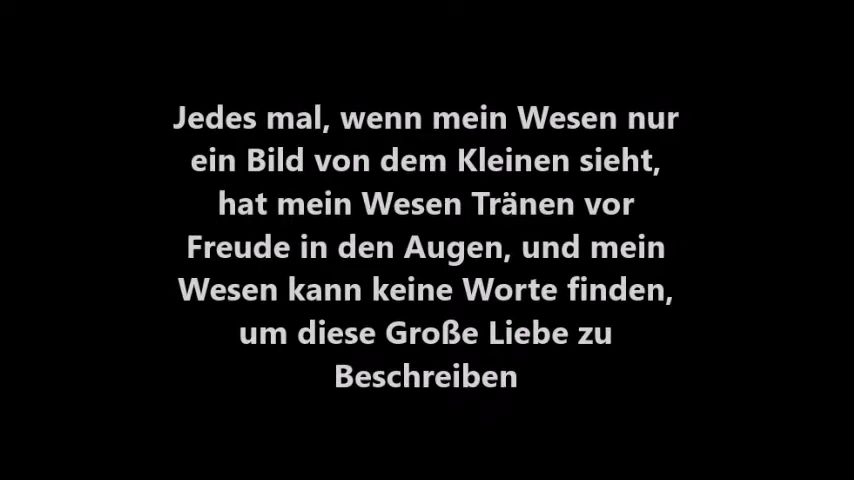 Jedes mal, wenn mein Wesen nur
ein Bild von dem Kleinen sieht,
hat mein Wesen Tränen vor
Freude in den Augen, und mein
Wesen kann keine Worte finden,
um diese Große Liebe zu
Beschreiben